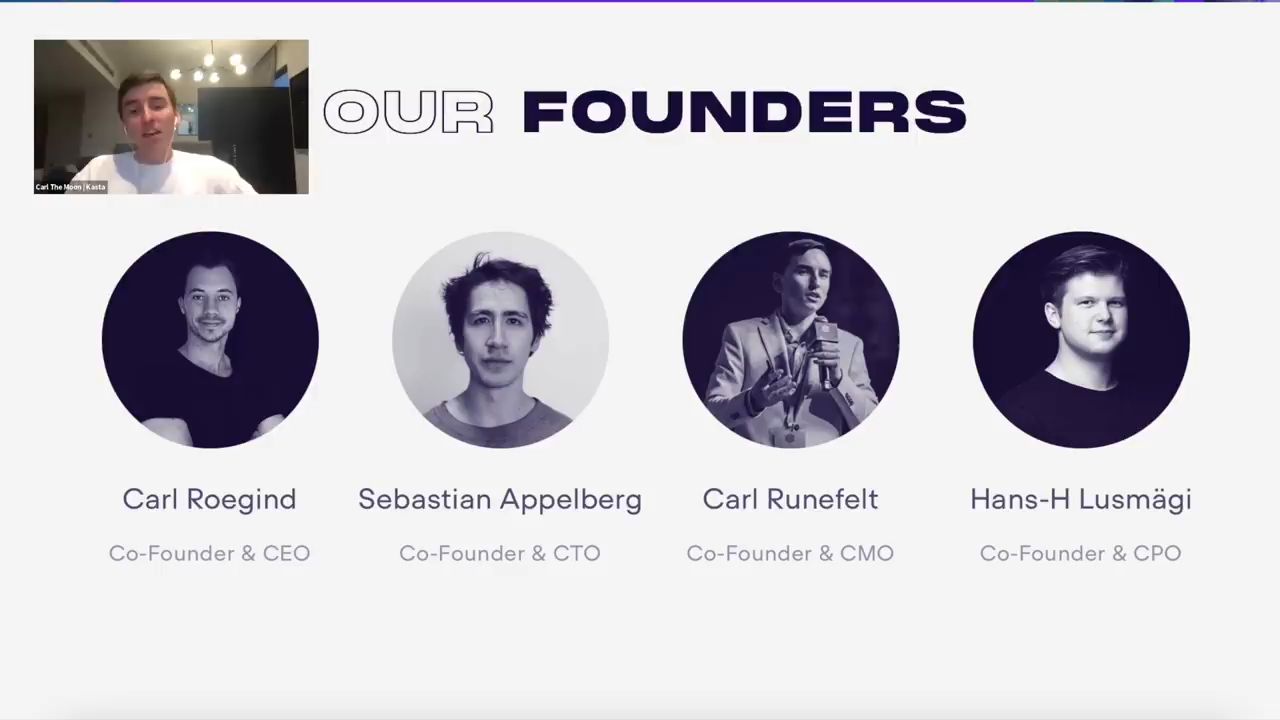 OUR FOUNDERS
Carl The Moon | Kasta
Carl Roegind
Co-Founder & CEO
Sebastian Appelberg
Co-Founder & CTO
Carl Runefelt
Co-Founder & CMO
Hans-H Lusmägi
Co-Founder & CPO